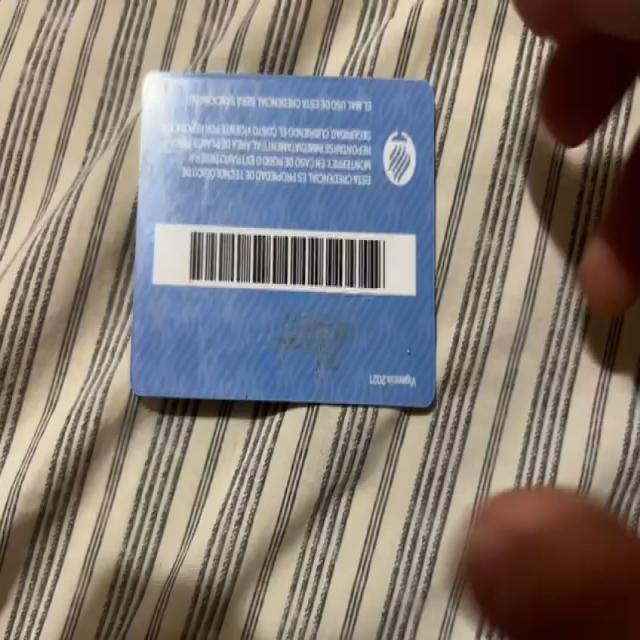 ESTA CREDENCIAL ES PROPIEDAD DE TECNOLÓGICO DE
MONTERREY. EN CASO DE ROBO O EXTRAVÍO DEBERÁ
REPORTARSE INMEDIATAMENTE AL ÁREA DE
SEGURIDAD CUBRIENDO EL COSTO VIGENTE POR
EL MAL USO DE ESTA CREDENCIAL SERÁ SANCIONADO
Vigencia 2021